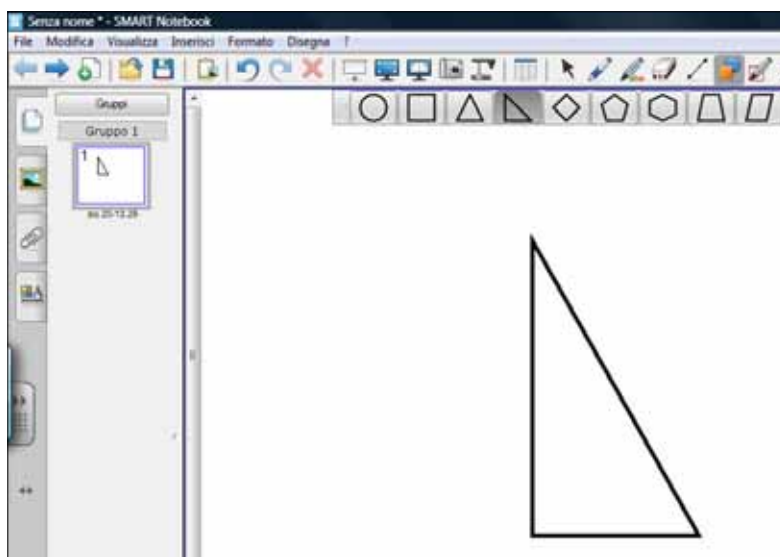 Senza nome * - SMART Notebook
File Modifica Visualizza Inserisci Formato Disegna ?
Gruppi
Gruppo 1
1